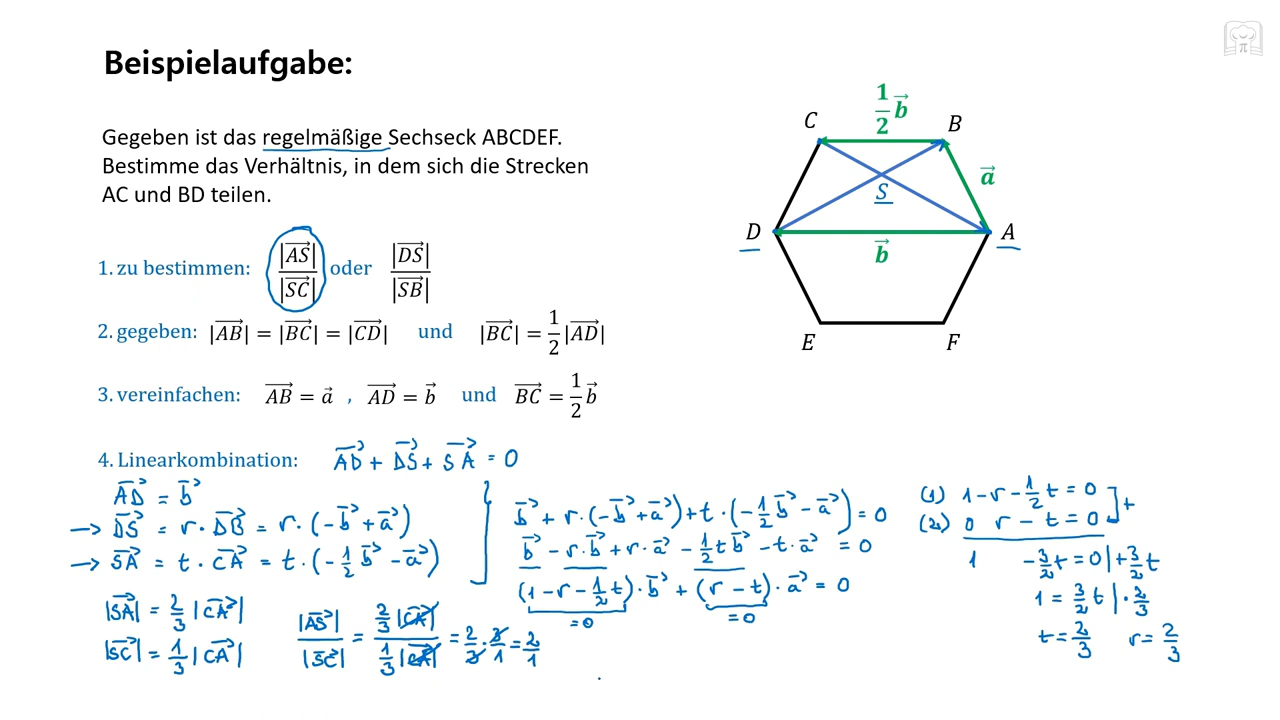 Beispielaufgabe:
Gegeben ist das regelmäßige Sechseck ABCDEF.
Bestimme das Verhältnis, in dem sich die Strecken
AC und BD teilen.
1. zu bestimmen: |AS⃗|/|SC⃗| oder |DS⃗|/|SB⃗|
2. gegeben: |AB⃗| = |BC⃗| = |CD⃗| und |BC⃗| = 1/2 |AD⃗|
3. vereinfachen: AB⃗ = a⃗ , AD⃗ = b⃗ und BC⃗ = 1/2 b⃗
4. Linearkombination: AD⃗ + DS⃗ + SA⃗ = 0
AD⃗ = b⃗
→ DS⃗ = r · DB⃗ = r · (-b⃗ + a⃗)
→ SA⃗ = t · CA⃗ = t · (-1/2 b⃗ - a⃗)
|SA⃗| = 2/3 |CA⃗|
|SC⃗| = 1/3 |CA⃗|
|AS⃗|/|SC⃗| = 2/3 |CA⃗| / 1/3 |CA⃗| = 2/3 · 3/1 = 2/1
b⃗ + r · (-b⃗ + a⃗) + t · (-1/2 b⃗ - a⃗) = 0
b⃗ - r · b⃗ + r · a⃗ - 1/2 t b⃗ - t · a⃗ = 0
(1 - r - 1/2 t) · b⃗ + (r - t) · a⃗ = 0
=0 =0
(1) 1 - r - 1/2 t = 0
(2) 0 r - t = 0 +
1 - 3/2 t = 0 | + 3/2 t
1 = 3/2 t | · 2/3
t = 2/3 r = 2/3
1/2 b⃗
C B
a⃗
S
D A
b⃗
E F
π